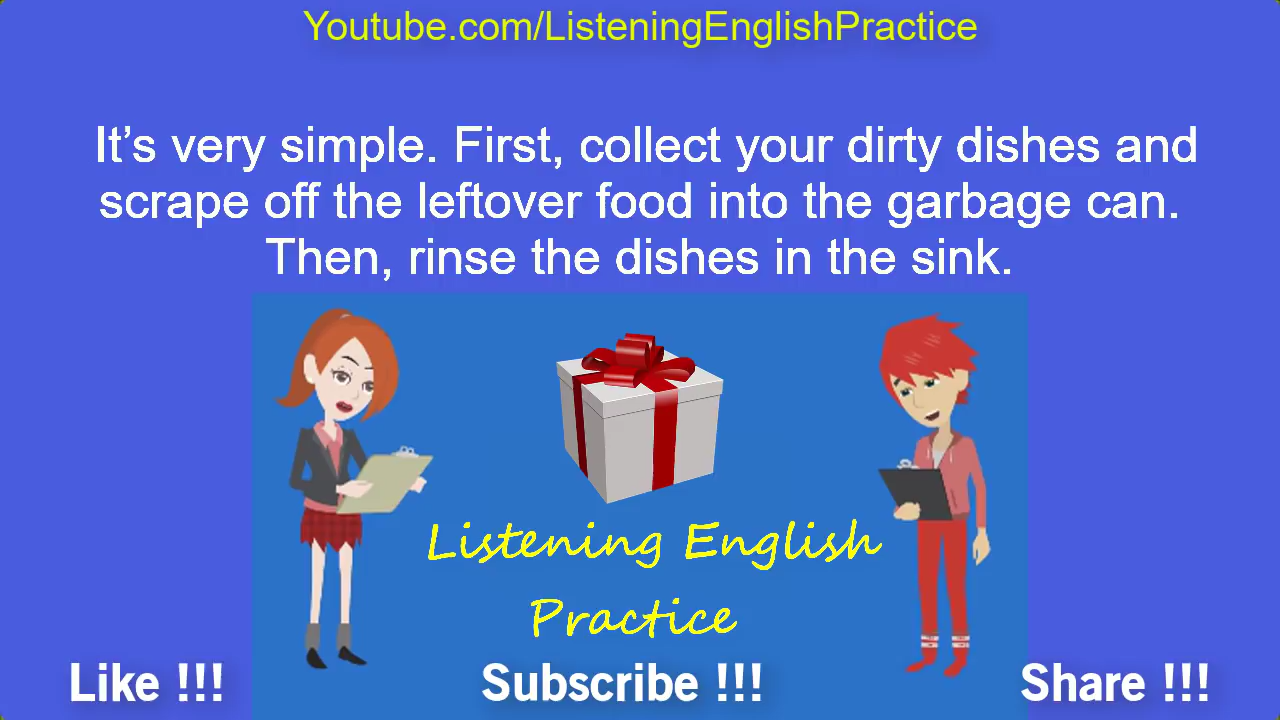 Youtube.com/ListeningEnglishPractice
It’s very simple. First, collect your dirty dishes and
scrape off the leftover food into the garbage can.
Then, rinse the dishes in the sink.
Listening English
Practice
Like !!!
Subscribe !!!
Share !!!